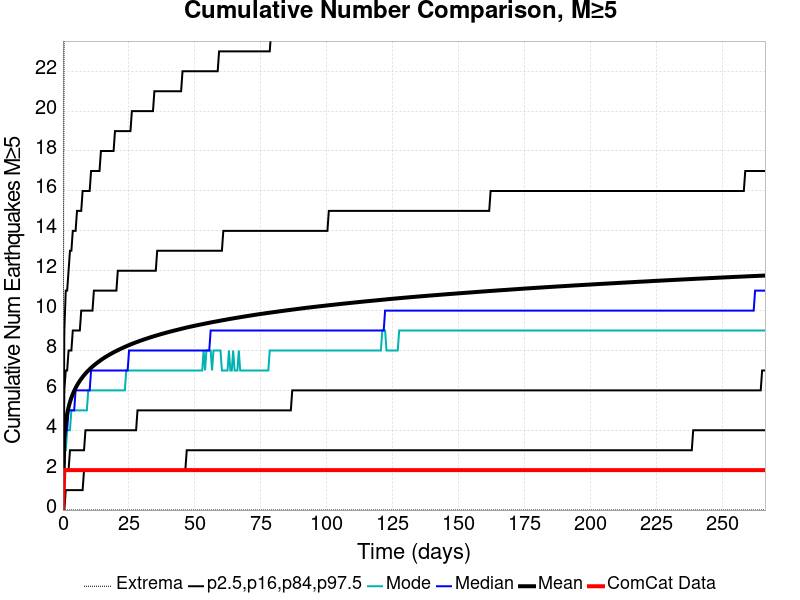 Cumulative Number Comparison, M≥5
Cumulative Num Earthquakes M≥5
22
20
18
16
14
12
10
8
6
4
2
0
0 25 50 75 100 125 150 175 200 225 250
Time (days)
Extrema p2.5,p16,p84,p97.5 Mode Median Mean ComCat Data